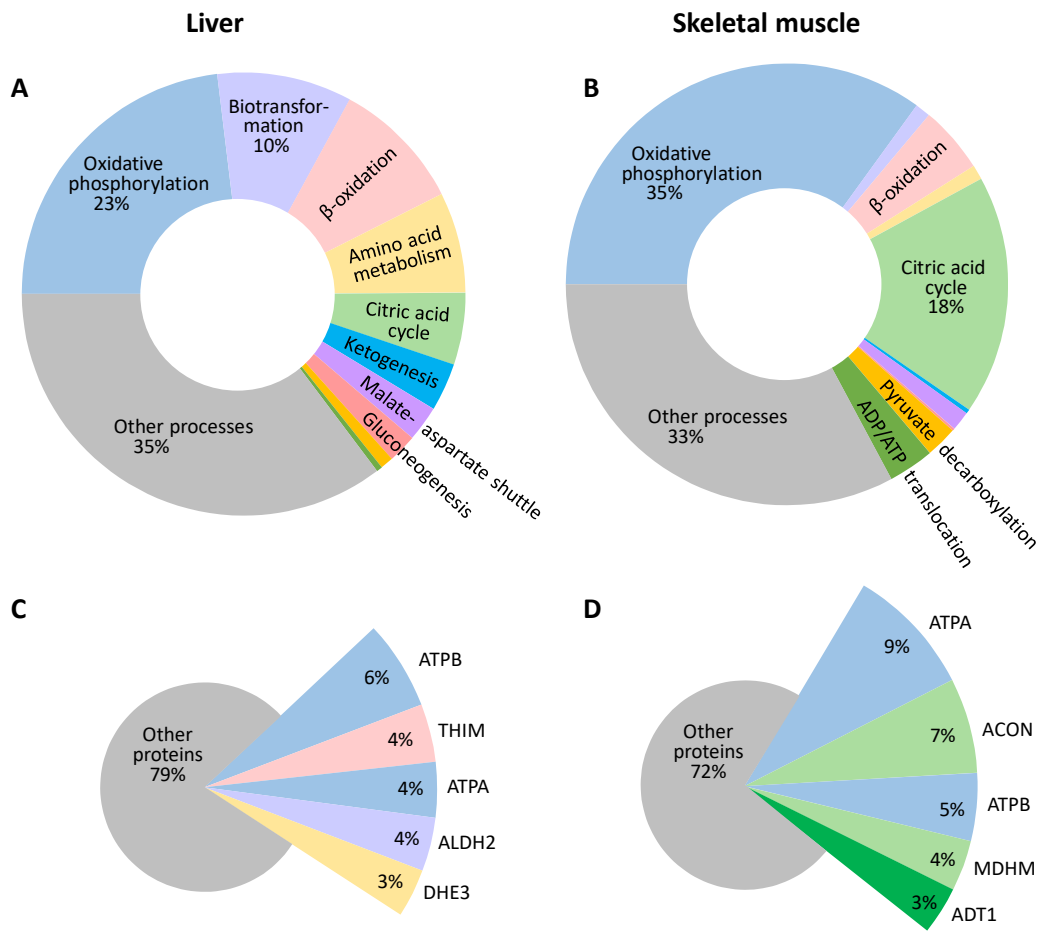 Liver
Skeletal muscle
A
Oxidative
phosphorylation
23%
Biotransfor-
mation
10%
β-oxidation
Amino acid
metabolism
Citric acid
cycle
Ketogenesis
Malate-
aspartate shuttle
Gluconeogenesis
Other processes
35%
B
Oxidative
phosphorylation
35%
β-oxidation
Citric acid
cycle
18%
Pyruvate
decarboxylation
ADP/ATP
translocation
Other processes
33%
C
Other
proteins
79%
6%
ATPB
4%
THIM
4%
ATPA
4%
ALDH2
3%
DHE3
D
Other
proteins
72%
9%
ATPA
7%
ACON
5%
ATPB
4%
MDHM
3%
ADT1